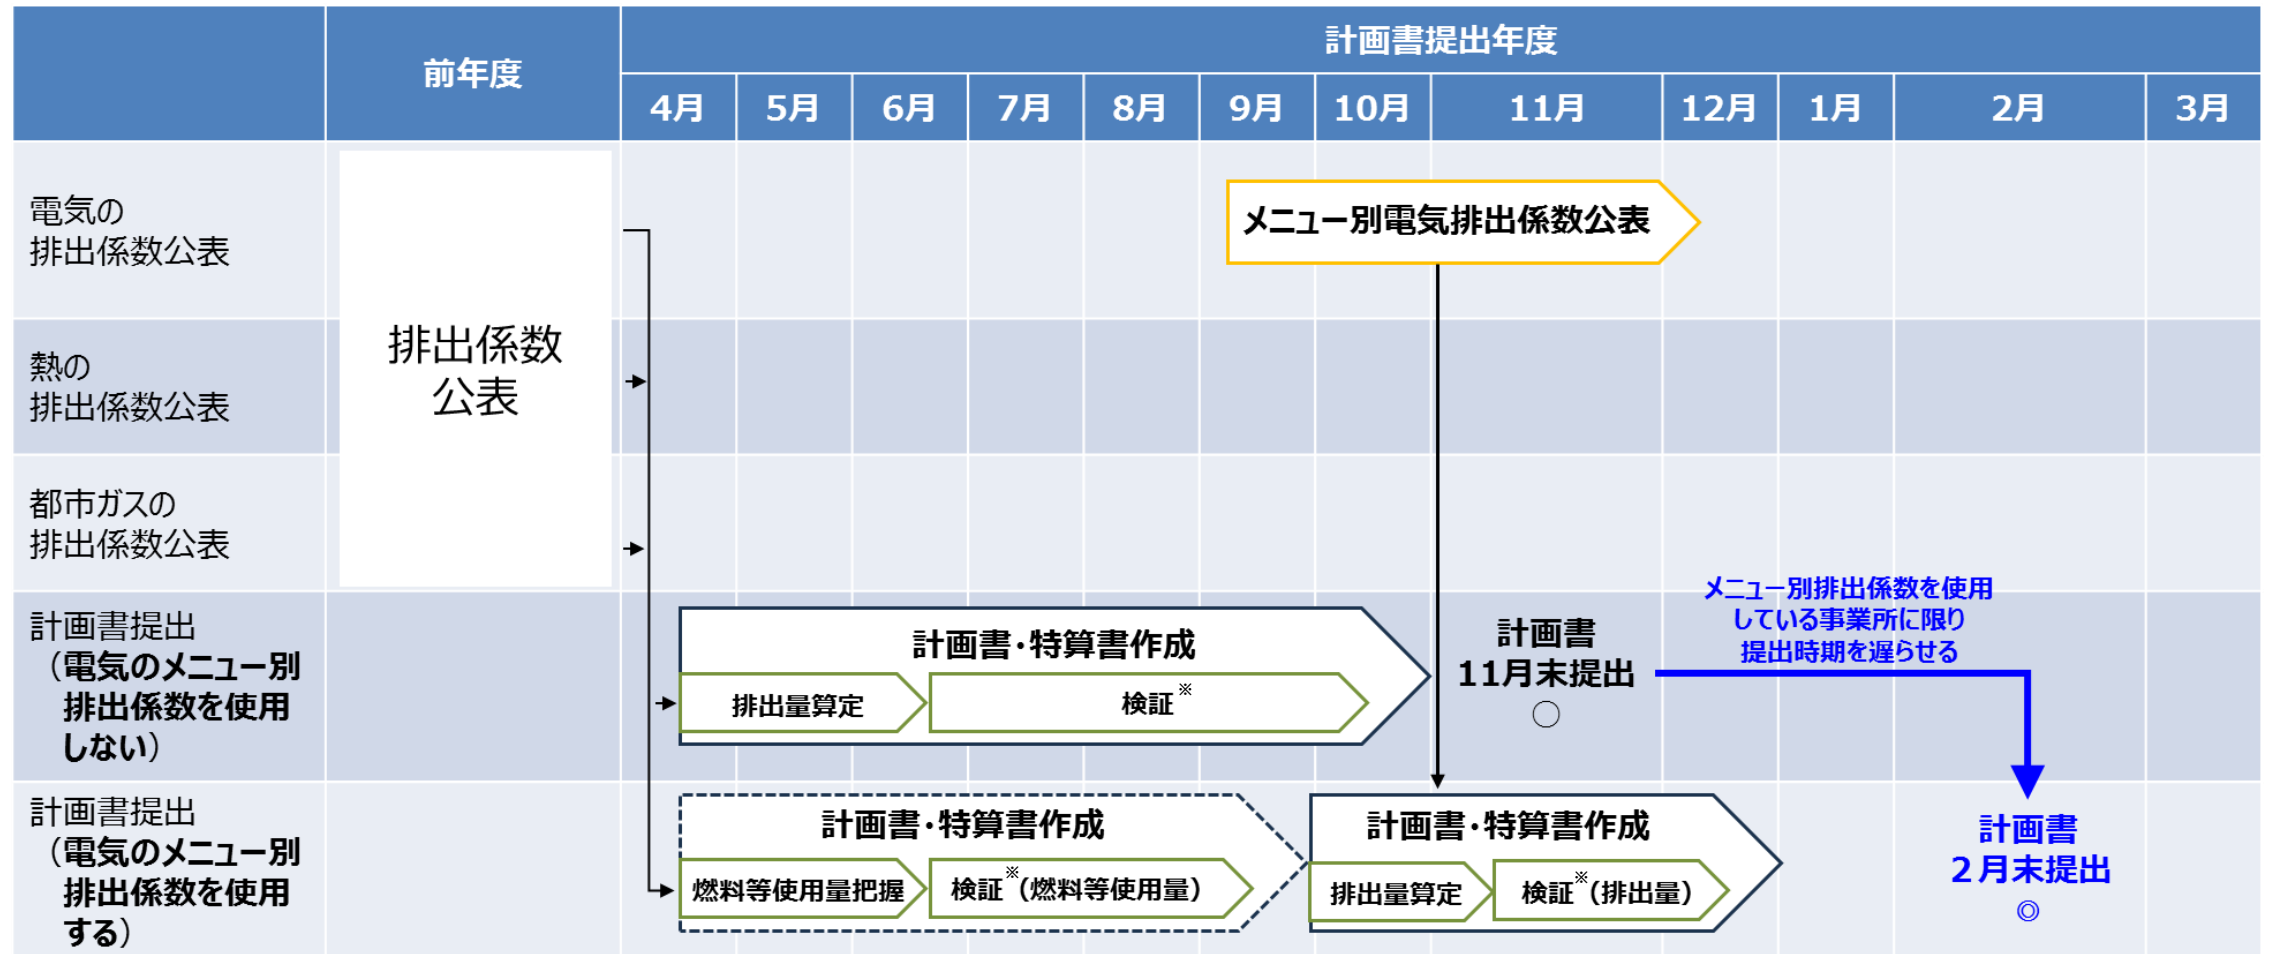 前年度
計画書提出年度
4月
5月
6月
7月
8月
9月
10月
11月
12月
1月
2月
3月
電気の
排出係数公表
熱の
排出係数公表
都市ガスの
排出係数公表
排出係数
公表
メニュー別電気排出係数公表
計画書提出
（電気のメニュー別
排出係数を使用
しない）
計画書・特算書作成
排出量算定
検証※
計画書
11月末提出
○
メニュー別排出係数を使用
している事業所に限り
提出時期を遅らせる
計画書提出
（電気のメニュー別
排出係数を使用
する）
計画書・特算書作成
燃料等使用量把握
検証※（燃料等使用量）
計画書・特算書作成
排出量算定
検証※（排出量）
計画書
２月末提出
◎